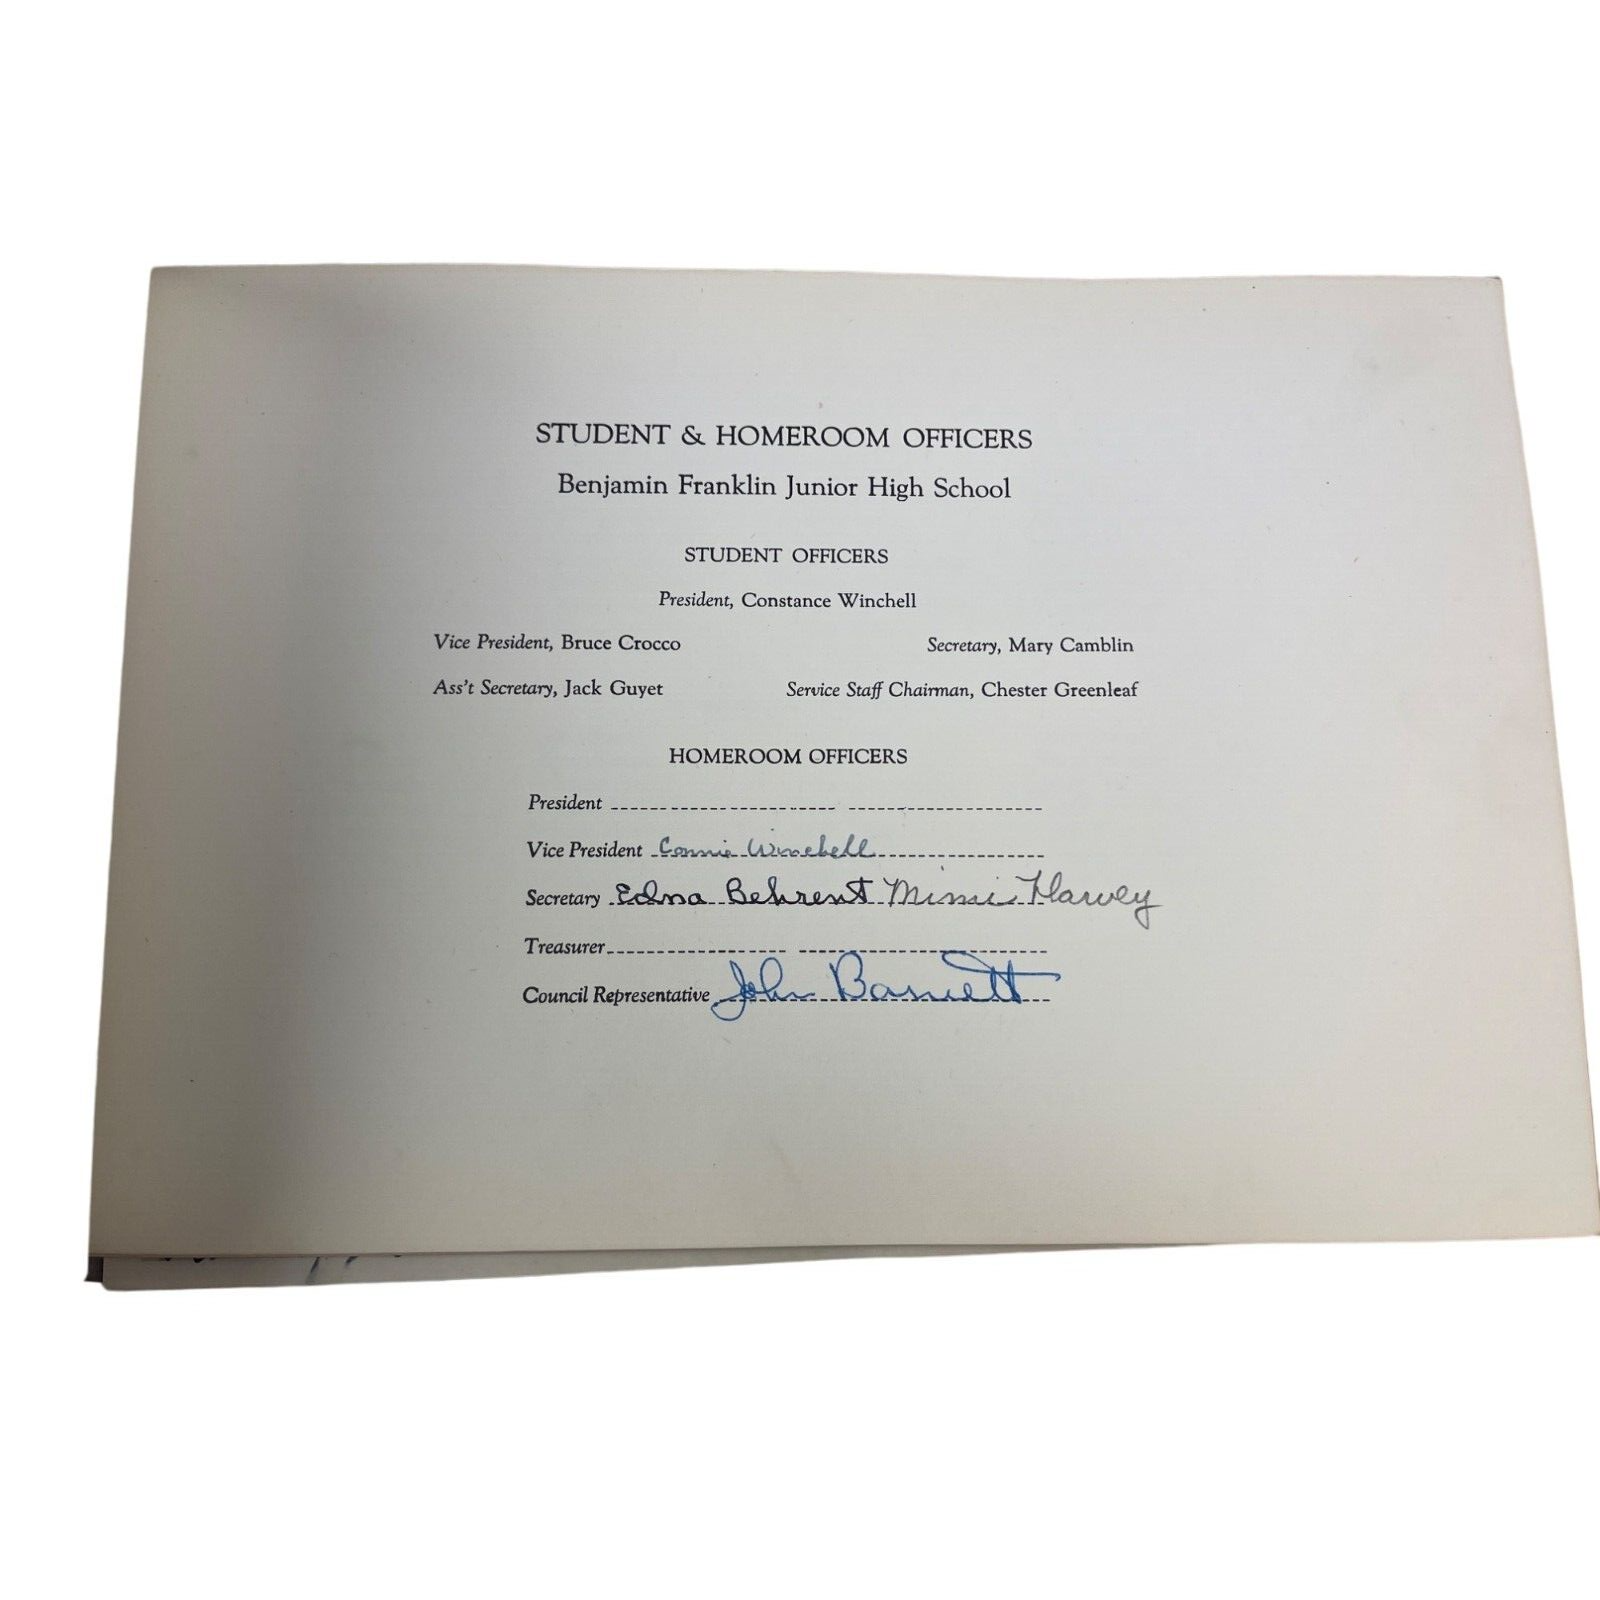 STUDENT & HOMEROOM OFFICERS
Benjamin Franklin Junior High School
STUDENT OFFICERS
President, Constance Winchell
Vice President, Bruce Crocco Secretary, Mary Camblin
Ass't Secretary, Jack Guyet Service Staff Chairman, Chester Greenleaf
HOMEROOM OFFICERS
President
Vice President Connie Winchell
Secretary Edna Behrent Mimi Harvey
Treasurer
Council Representative John Barnett